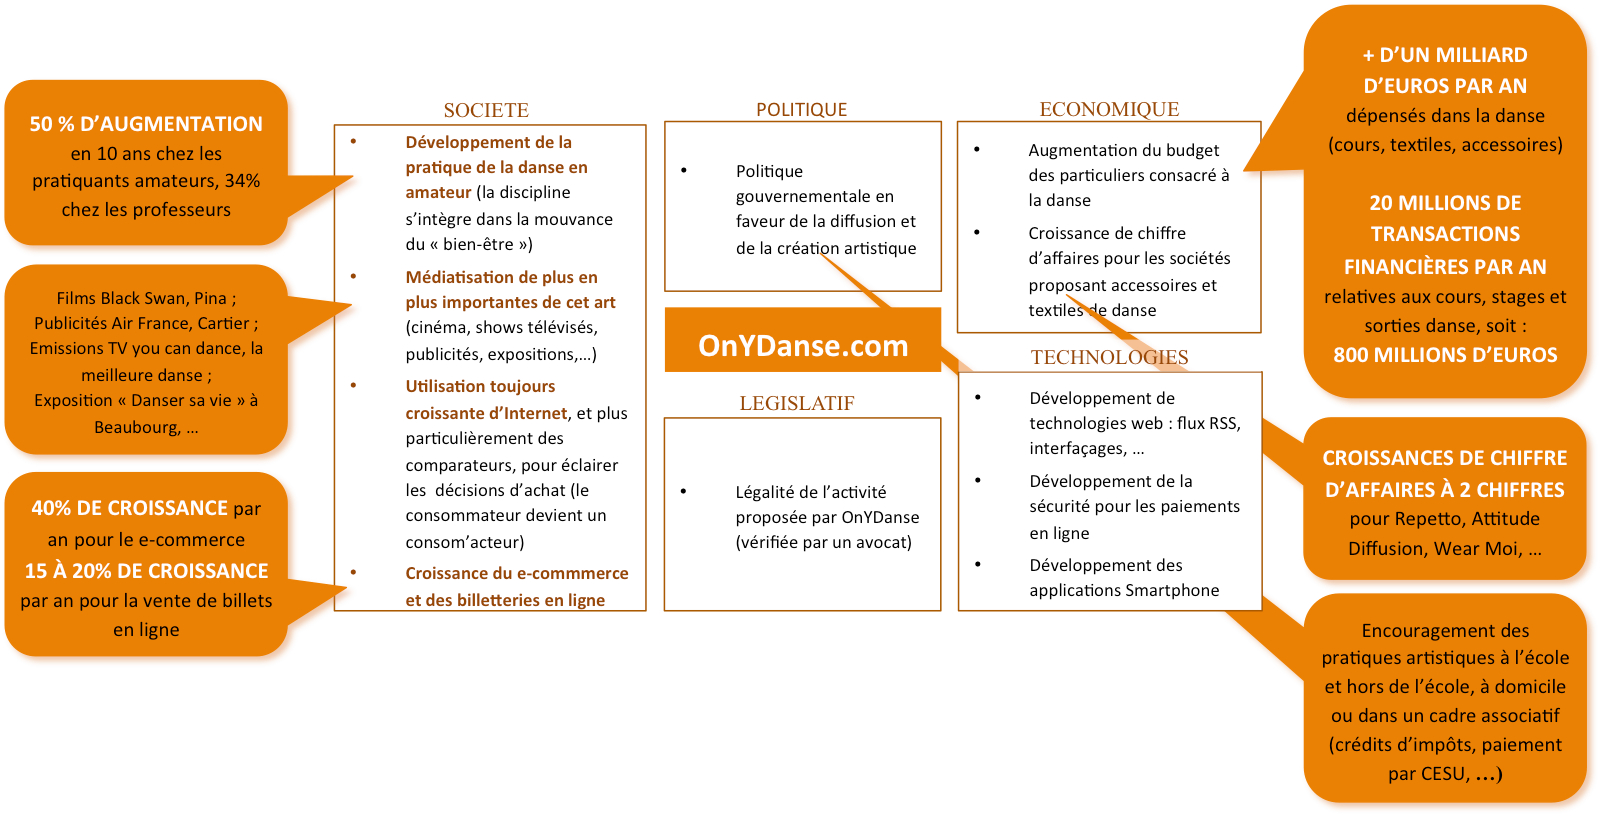 50 % D’AUGMENTATION
en 10 ans chez les
pratiquants amateurs, 34%
chez les professeurs
Films Black Swan, Pina ;
Publicités Air France, Cartier ;
Emissions TV you can dance, la
meilleure danse ;
Exposition « Danser sa vie » à
Beaubourg, ...
40% DE CROISSANCE par
an pour le e-commerce
15 À 20% DE CROISSANCE
par an pour la vente de billets
en ligne
SOCIETE
• Développement de la
pratique de la danse en
amateur (la discipline
s’intègre dans la mouvance
du « bien-être »)
• Médiatisation de plus en
plus importantes de cet art
(cinéma, shows télévisés,
publicités, expositions,...)
• Utilisation toujours
croissante d’Internet, et plus
particulièrement des
comparateurs, pour éclairer
les décisions d’achat (le
consommateur devient un
consom’acteur)
• Croissance du e-commmerce
et des billetteries en ligne
POLITIQUE
• Politique
gouvernementale en
faveur de la diffusion et
de la création artistique
OnYDanse.com
LEGISLATIF
• Légalité de l’activité
proposée par OnYDanse
(vérifiée par un avocat)
ECONOMIQUE
• Augmentation du budget
des particuliers consacré à
la danse
• Croissance de chiffre
d’affaires pour les sociétés
proposant accessoires et
textiles de danse
TECHNOLOGIES
• Développement de
technologies web : flux RSS,
interfaçages, ...
• Développement de la
sécurité pour les paiements
en ligne
• Développement des
applications Smartphone
+ D’UN MILLIARD
D’EUROS PAR AN
dépensés dans la danse
(cours, textiles, accessoires)
20 MILLIONS DE
TRANSACTIONS
FINANCIÈRES PAR AN
relatives aux cours, stages et
sorties danse, soit :
800 MILLIONS D’EUROS
CROISSANCES DE CHIFFRE
D’AFFAIRES À 2 CHIFFRES
pour Repetto, Attitude
Diffusion, Wear Moi, ...
Encouragement des
pratiques artistiques à l’école
et hors de l’école, à domicile
ou dans un cadre associatif
(crédits d’impôts, paiement
par CESU, ...)